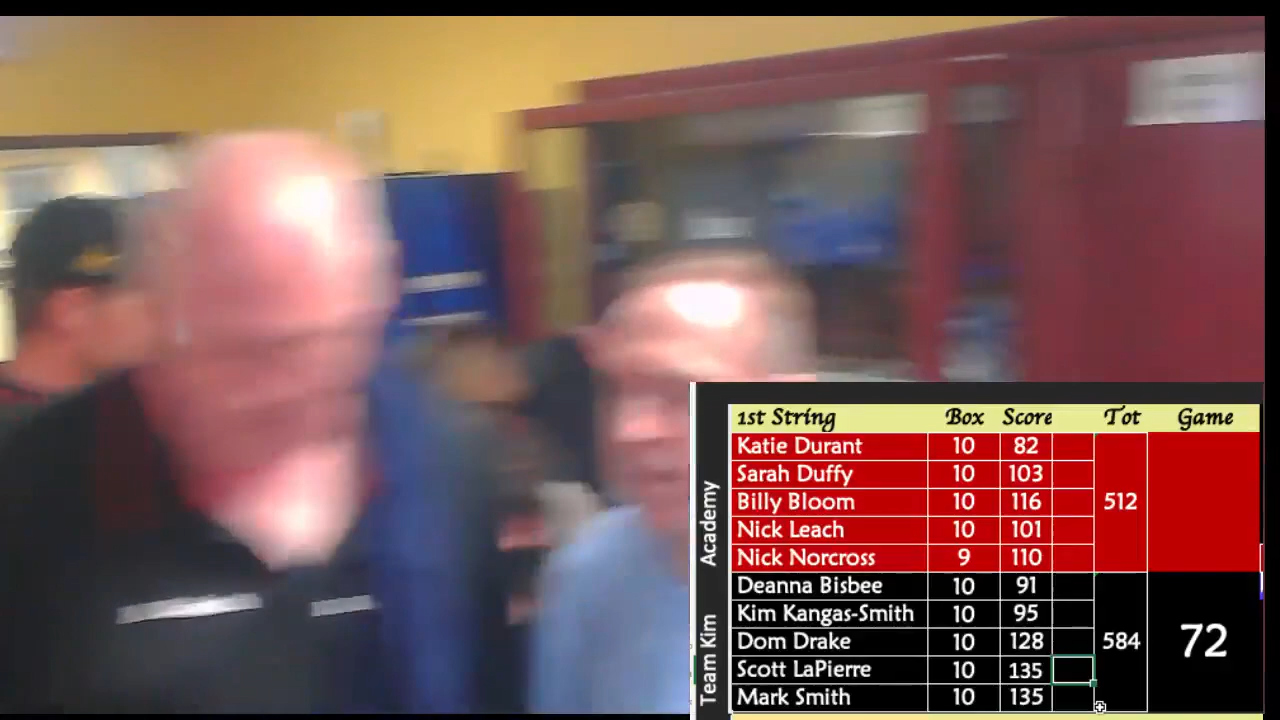 1st String Box Score Tot Game
Academy
Katie Durant 10 82
Sarah Duffy 10 103
Billy Bloom 10 116 512
Nick Leach 10 101
Nick Norcross 9 110
Team Kim
Deanna Bisbee 10 91
Kim Kangas-Smith 10 95
Dom Drake 10 128 584 72
Scott LaPierre 10 135
Mark Smith 10 135